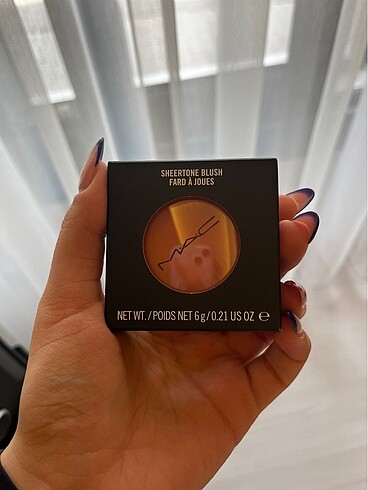 SHEERTONE BLUSH
FARD À JOUES
MAC
NET WT./POIDS NET 6 g/0.21 US OZ ℮